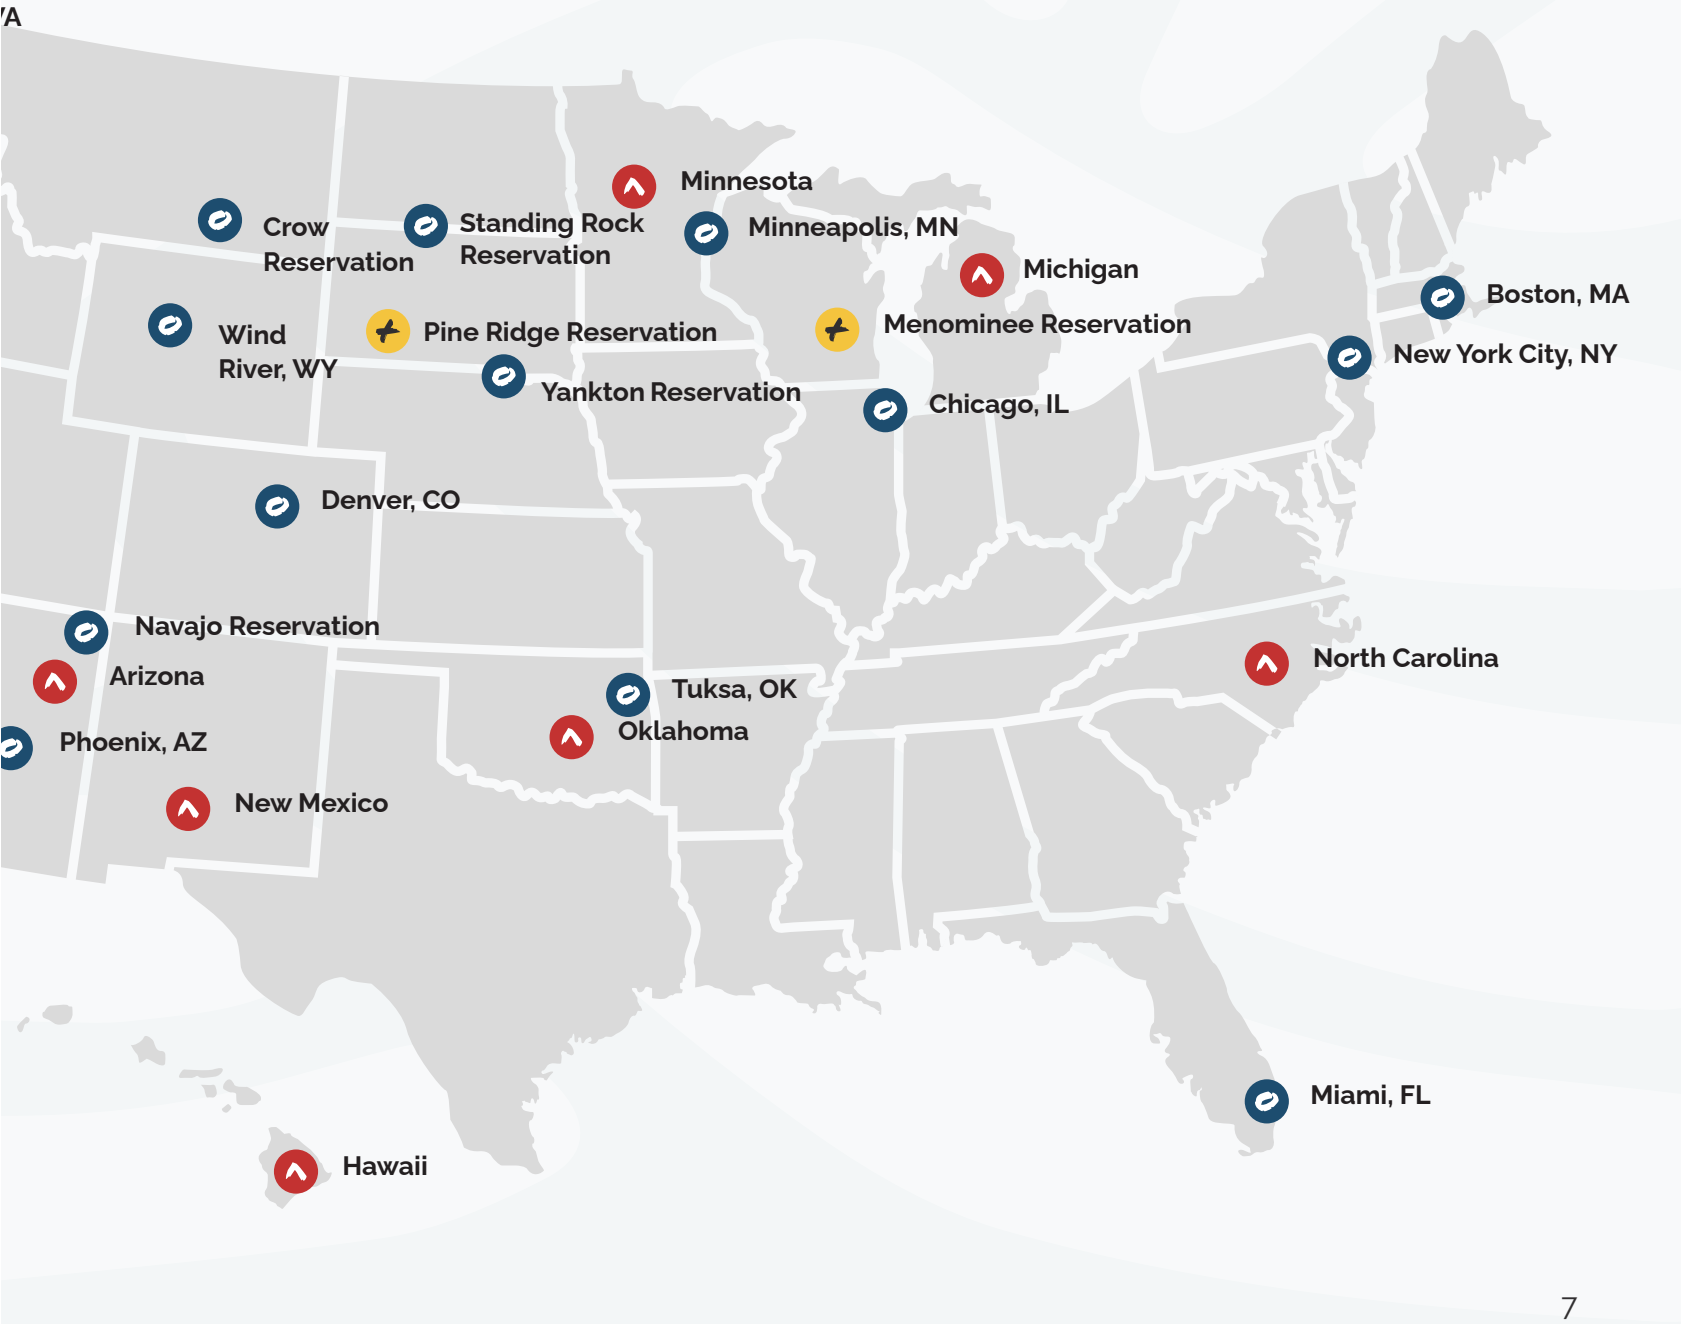 /A
Minnesota
Crow
Reservation
Standing Rock
Reservation
Minneapolis, MN
Michigan
Boston, MA
Wind
River, WY
Pine Ridge Reservation
Menominee Reservation
New York City, NY
Yankton Reservation
Chicago, IL
Denver, CO
Navajo Reservation
Arizona
North Carolina
Tuksa, OK
Oklahoma
Phoenix, AZ
New Mexico
Miami, FL
Hawaii
7